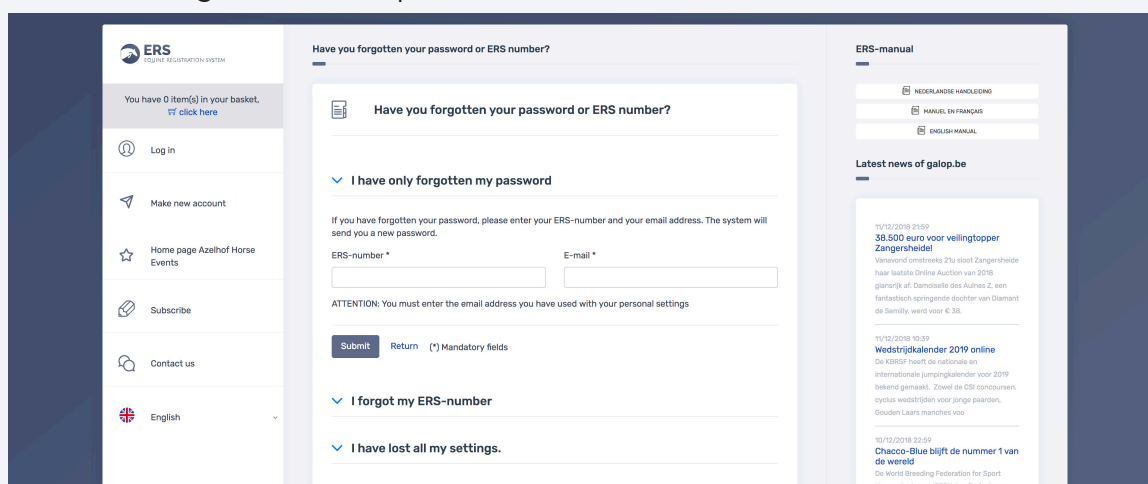 ERS
EQUINE REGISTRATION SYSTEM
You have 0 item(s) in your basket.
click here
Log in
Make new account
Home page Azelhof Horse
Events
Subscribe
Contact us
English
Have you forgotten your password or ERS number?
Have you forgotten your password or ERS number?
I have only forgotten my password
If you have forgotten your password, please enter your ERS-number and your email address. The system will
send you a new password.
ERS-number *
E-mail *
ATTENTION: You must enter the email address you have used with your personal settings
Submit
Return
(*) Mandatory fields
I forgot my ERS-number
I have lost all my settings.
ERS-manual
NEDERLANDSE HANDLEIDING
MANUEL EN FRANÇAIS
ENGLISH MANUAL
Latest news of galop.be
11/12/2018 21:59
38.500 euro voor veilingtopper
Zangersheide!
Vanavond omstreeks 21u sloot Zangersheide
haar laatste Online Auction van 2018
glansrijk af. Damoiselle des Aulnes Z, een
fantastisch springende dochter van Diamant
de Semilly, werd voor € 38.
11/12/2018 10:39
Wedstrijdkalender 2019 online
De KBRSF heeft de nationale en
internationale jumpingkalender voor 2019
bekend gemaakt. Zowel de CSI concoursen,
cyclus wedstrijden voor jonge paarden,
Gouden Laars manches voo
10/12/2018 22:59
Chacco-Blue blijft de nummer 1 van
de wereld
De World Breeding Federation for Sport